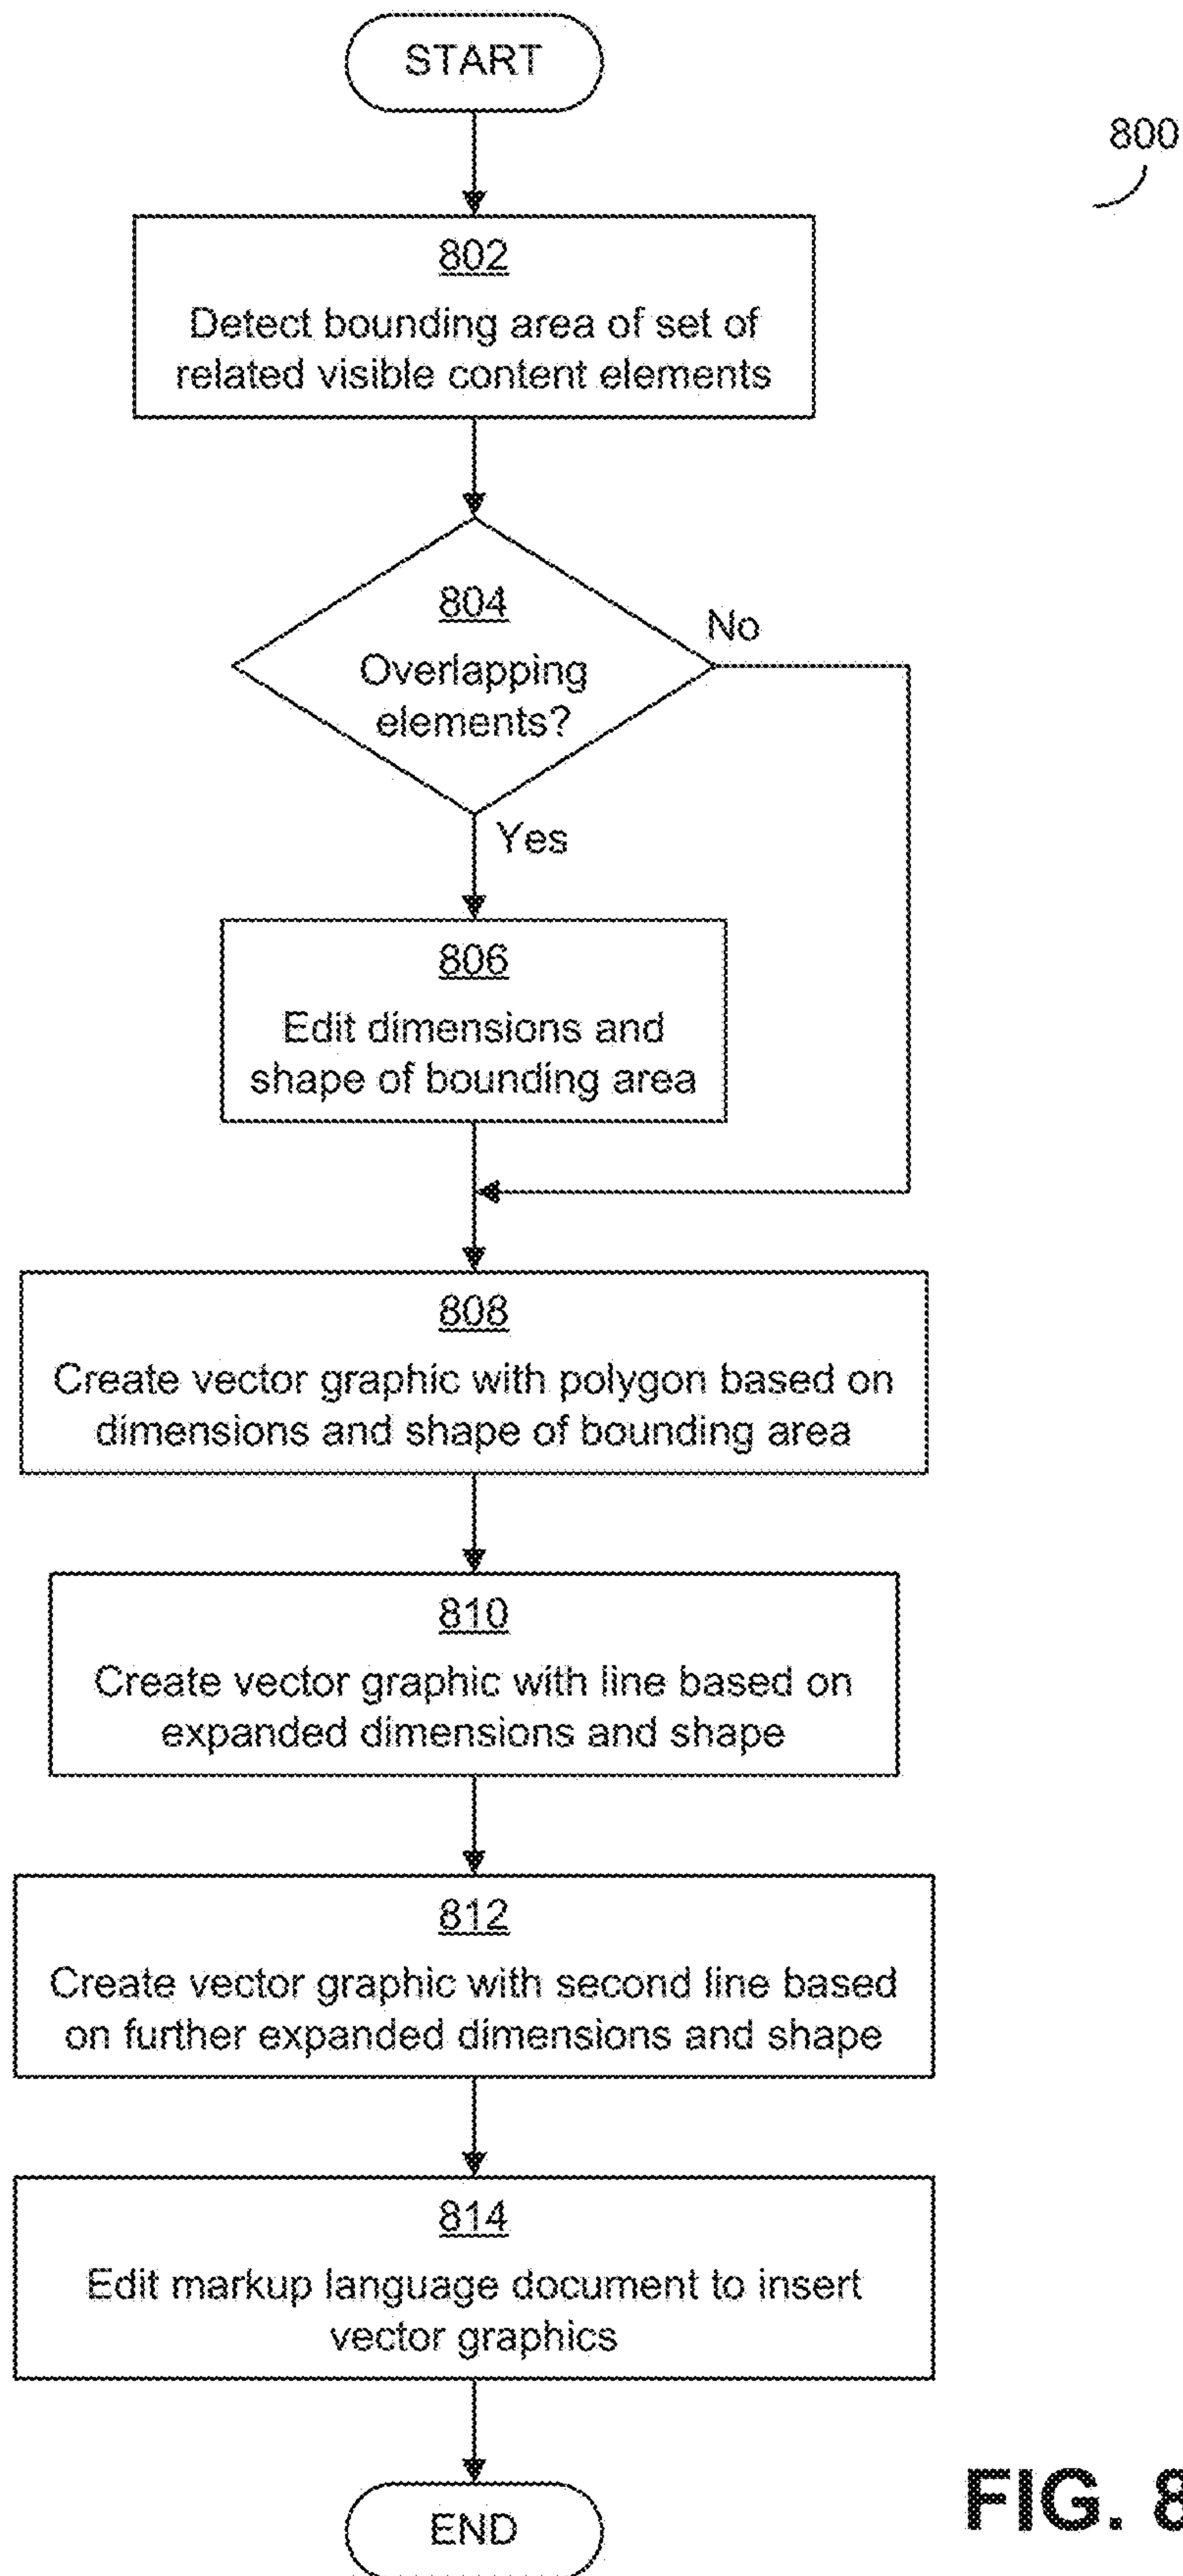 START
800
802
Detect bounding area of set of
related visible content elements
804
Overlapping
elements?
No
Yes
806
Edit dimensions and
shape of bounding area
808
Create vector graphic with polygon based on
dimensions and shape of bounding area
810
Create vector graphic with line based on
expanded dimensions and shape
812
Create vector graphic with second line based
on further expanded dimensions and shape
814
Edit markup language document to insert
vector graphics
END
FIG. 8